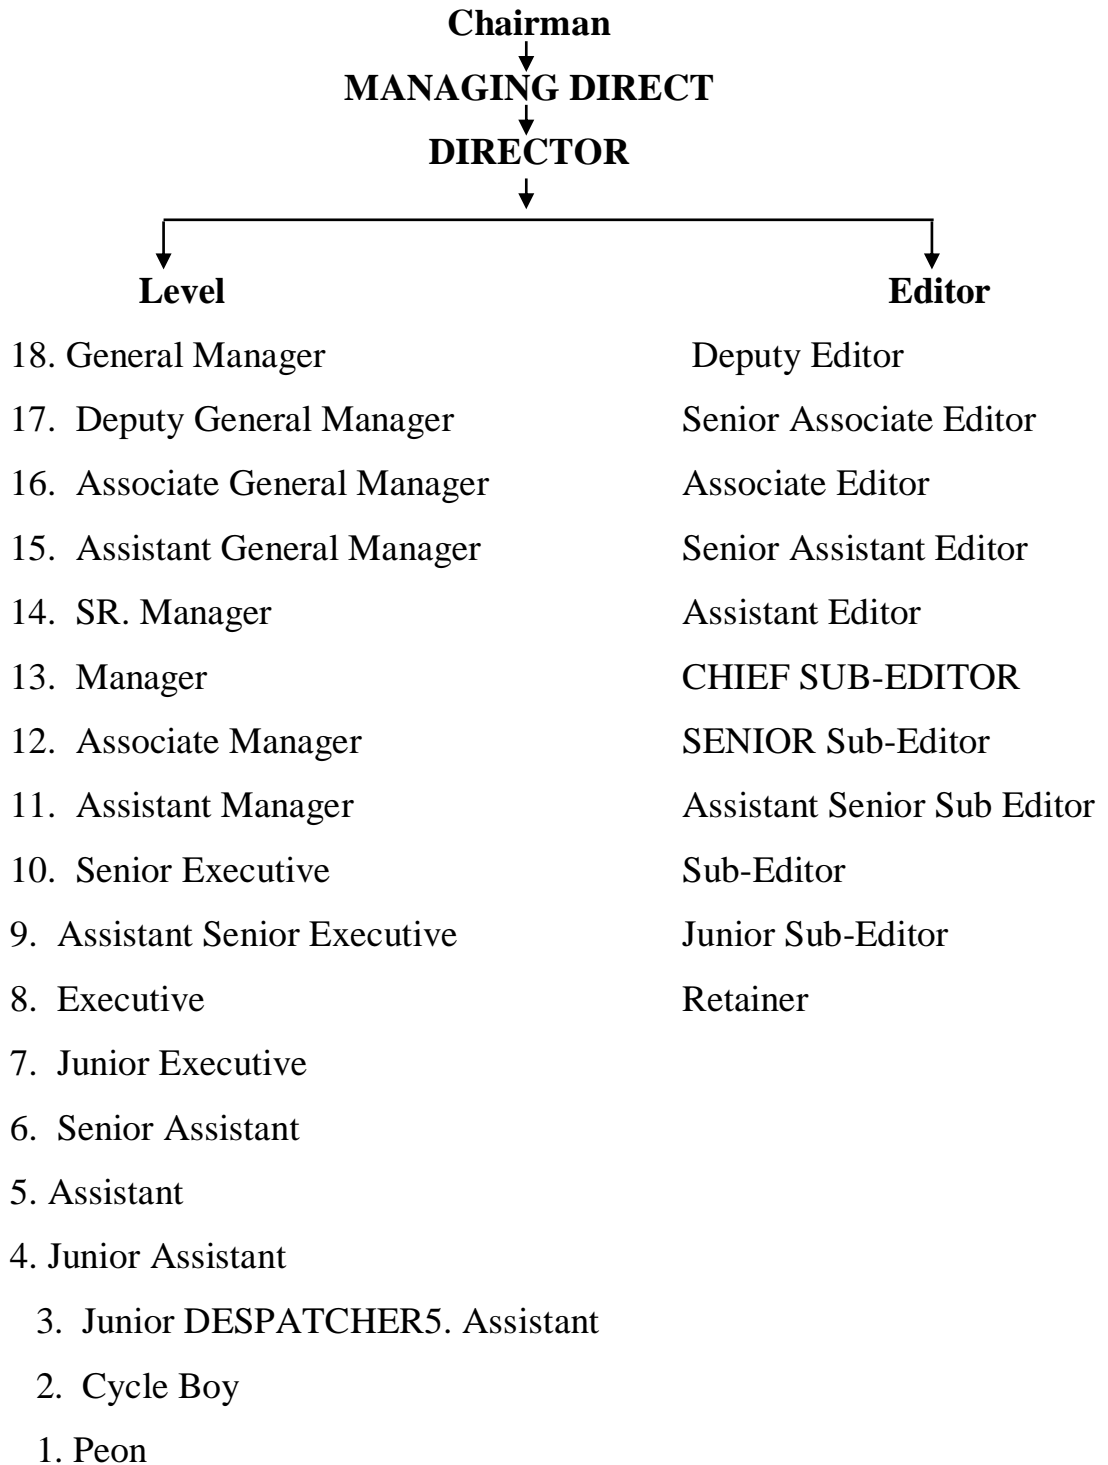 Chairman
MANAGING DIRECT
DIRECTOR
Level Editor
18. General Manager Deputy Editor
17. Deputy General Manager Senior Associate Editor
16. Associate General Manager Associate Editor
15. Assistant General Manager Senior Assistant Editor
14. SR. Manager Assistant Editor
13. Manager CHIEF SUB-EDITOR
12. Associate Manager SENIOR Sub-Editor
11. Assistant Manager Assistant Senior Sub Editor
10. Senior Executive Sub-Editor
9. Assistant Senior Executive Junior Sub-Editor
8. Executive Retainer
7. Junior Executive
6. Senior Assistant
5. Assistant
4. Junior Assistant
3. Junior DESPATCHER5. Assistant
2. Cycle Boy
1. Peon